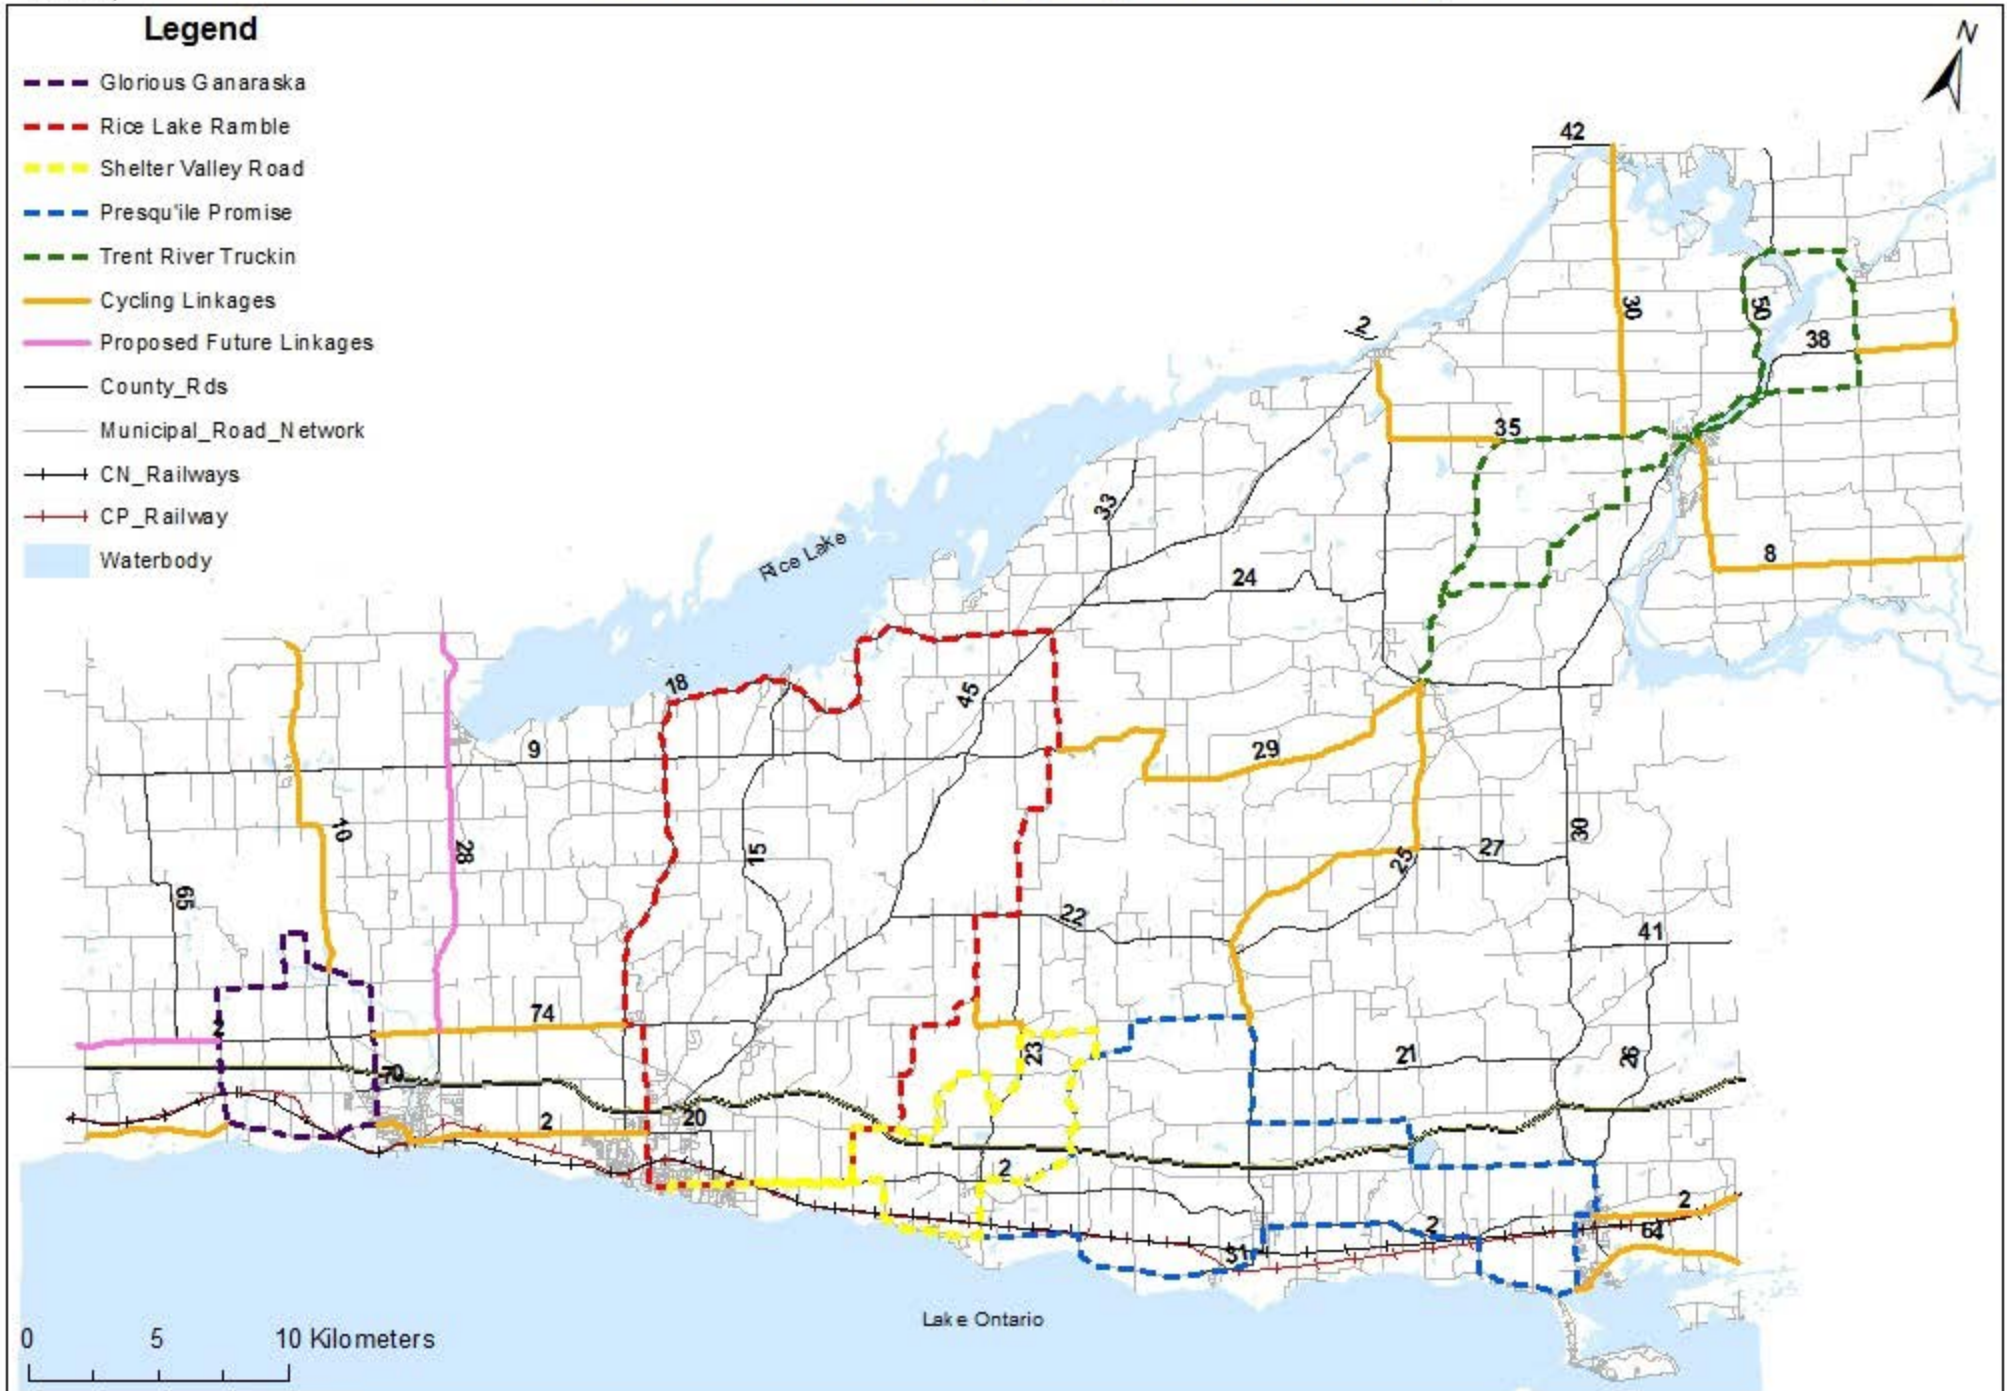 Legend
N
Glorious Ganaraska
Rice Lake Ramble
Shelter Valley Road
Presqu'ile Promise
Trent River Truckin
Cycling Linkages
Proposed Future Linkages
County_Rds
Municipal_Road_Network
CN_Railways
CP_Railway
Waterbody
42
30
50
2
38
35
33
Rice Lake
8
24
18
45
9
29
10
28
15
30
27
25
65
22
41
74
2
23
21
26
70
20
2
2
2
2
64
31
Lake Ontario
0 5 10 Kilometers